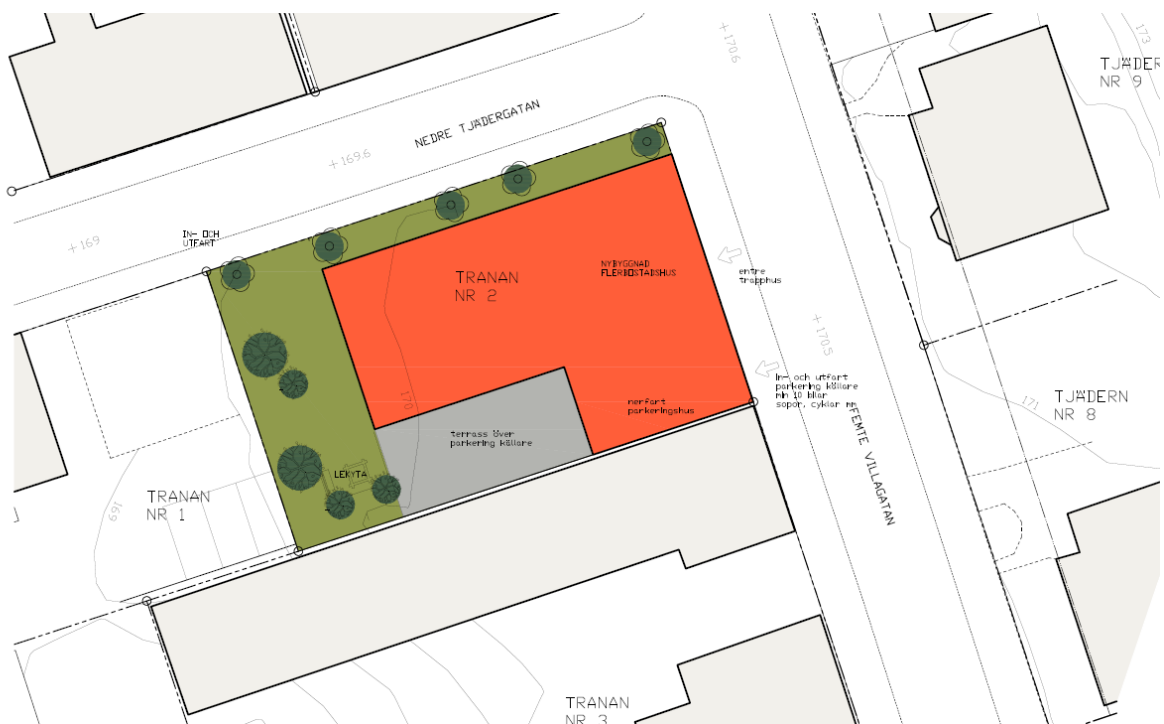 173
TJÄDER
NR 9
+170.6
NEDRE TJÄDERGATAN
+169.6
+169
IN- OCH
UTFART
TRANAN
NR 2
NYBYGGNAD
FLERBOSTADSHUS
entre
trapphus
+170.5
in- och utfart
parkering källare
min 10 bilar
sopor, cyklar mm
nerfart
parkeringshus
170
171
TJÄDERN
NR 8
FEMTE VILLAGATAN
terrass över
parkering källare
LEKYTA
TRANAN
NR 1
169
TRANAN
NR 3